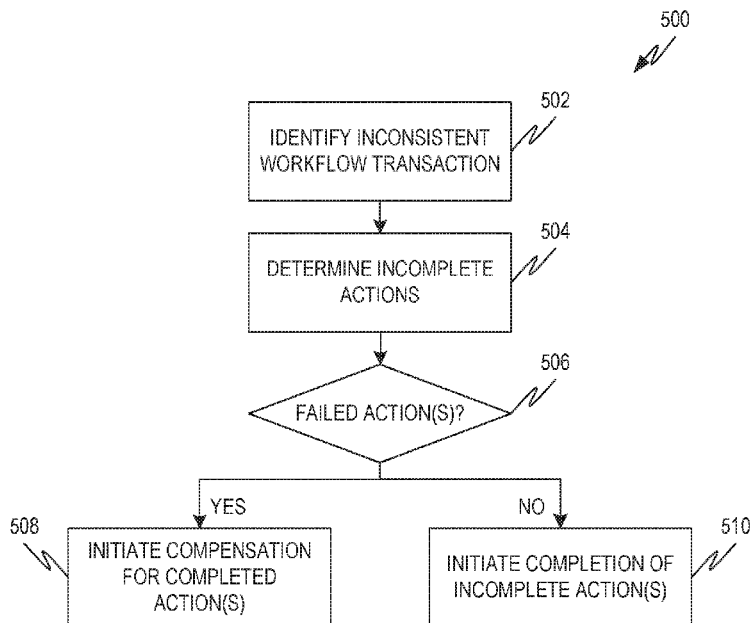 500
502
IDENTIFY INCONSISTENT
WORKFLOW TRANSACTION
504
DETERMINE INCOMPLETE
ACTIONS
506
FAILED ACTION(S)?
YES
NO
508
INITIATE COMPENSATION
FOR COMPLETED
ACTION(S)
510
INITIATE COMPLETION OF
INCOMPLETE ACTION(S)